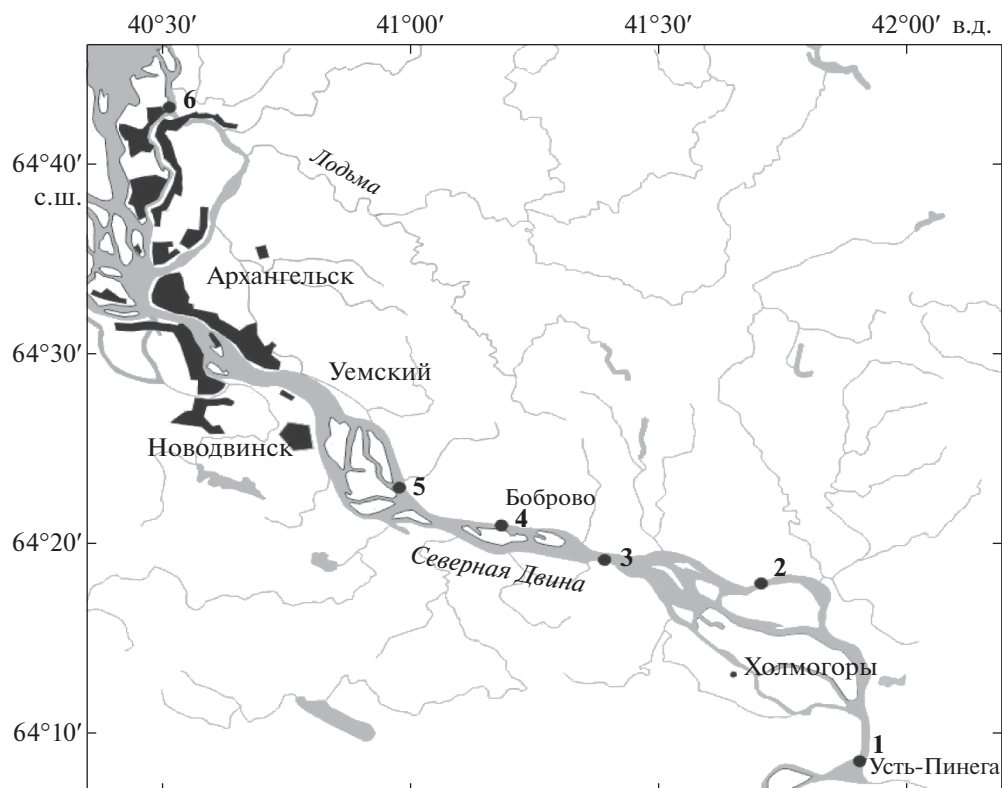 40°30′ 41°00′ 41°30′ 42°00′ в.д.
6
64°40′
с.ш.
Лодьма
Архангельск
64°30′
Уемский
Новодвинск
5
Боброво
4
64°20′
Северная Двина
3
2
Холмогоры
64°10′
1
Усть-Пинега